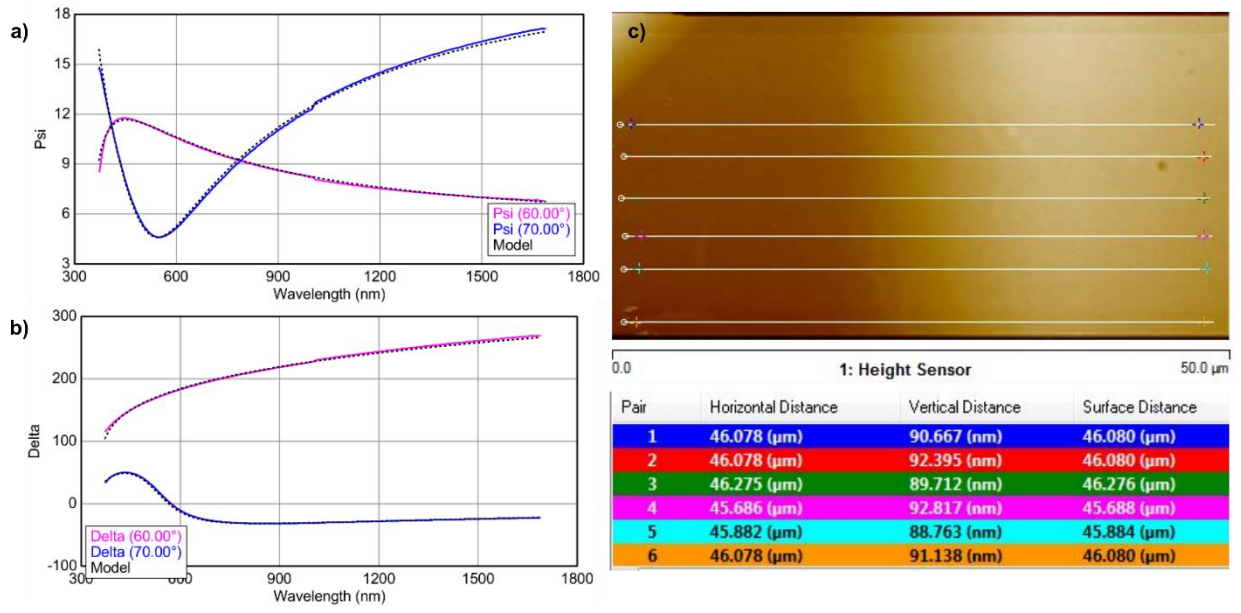 a)
18
15
12
9
6
3
Psi
Psi (60.00°)
Psi (70.00°)
Model
300 600 900 1200 1500 1800
Wavelength (nm)
b)
300
200
100
0
-100
Delta
Delta (60.00°)
Delta (70.00°)
Model
300 600 900 1200 1500 1800
Wavelength (nm)
c)
0.0 1: Height Sensor 50.0 µm
Pair Horizontal Distance Vertical Distance Surface Distance
1 46.078 (µm) 90.667 (nm) 46.080 (µm)
2 46.078 (µm) 92.395 (nm) 46.080 (µm)
3 46.275 (µm) 89.712 (nm) 46.276 (µm)
4 45.686 (µm) 92.817 (nm) 45.688 (µm)
5 45.882 (µm) 88.763 (nm) 45.884 (µm)
6 46.078 (µm) 91.138 (nm) 46.080 (µm)